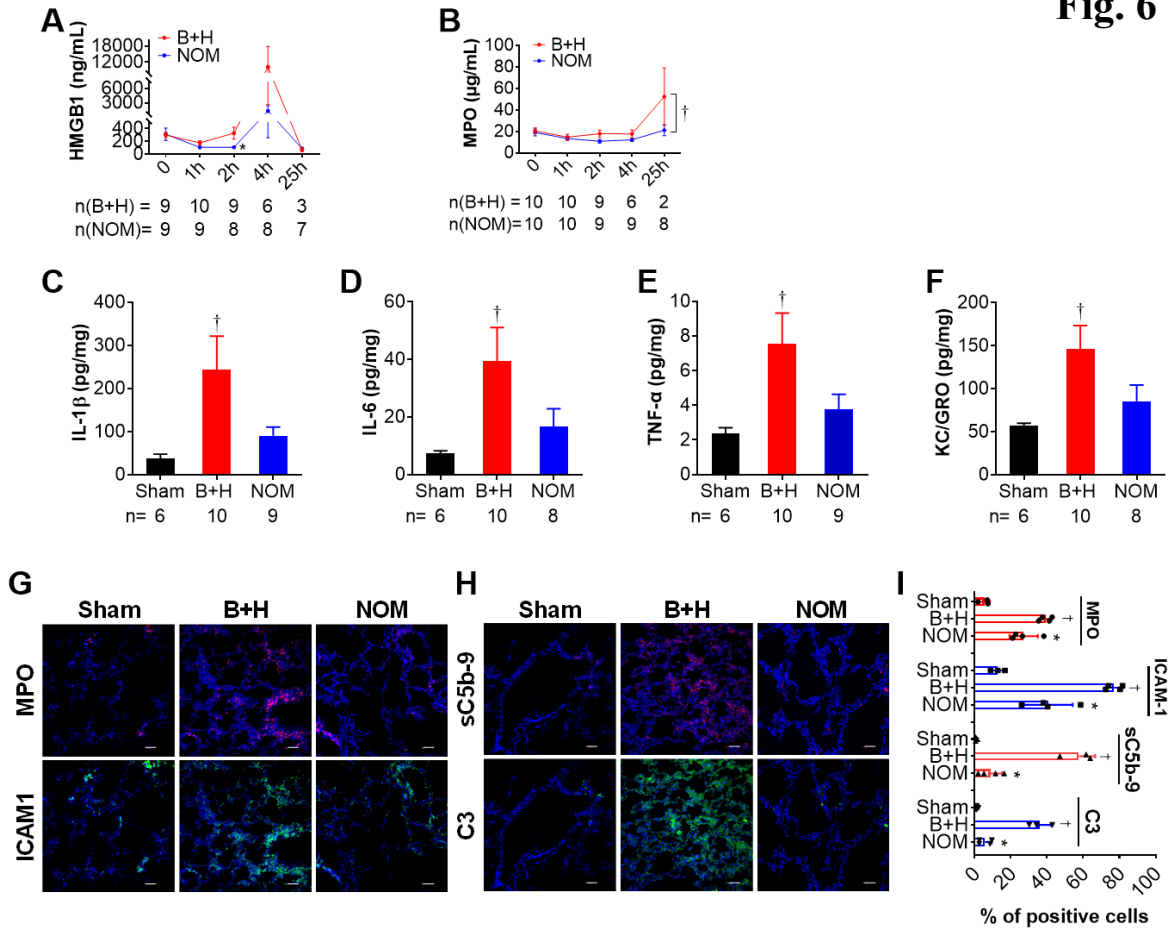 Fig. 6
A
HMGB1 (ng/mL)
18000
12000
6000
3000
400
200
0
B+H
NOM
*
0 1h 2h 4h 25h
n(B+H) = 9 10 9 6 3
n(NOM)= 9 9 8 8 7
B
MPO (µg/mL)
100
80
60
40
20
0
B+H
NOM
†
0 1h 2h 4h 25h
n(B+H) = 10 10 9 6 2
n(NOM)= 10 10 9 9 8
C
IL-1β (pg/mg)
400
300
200
100
0
†
Sham B+H NOM
n= 6 10 9
D
IL-6 (pg/mg)
60
40
20
0
†
Sham B+H NOM
n= 6 10 8
E
TNF-α (pg/mg)
10
8
6
4
2
0
†
Sham B+H NOM
n= 6 10 9
F
KC/GRO (pg/mg)
200
150
100
50
0
†
Sham B+H NOM
n= 6 10 8
G
Sham B+H NOM
MPO
ICAM1
H
Sham B+H NOM
sC5b-9
C3
I
Sham
B+H †
NOM *
MPO
Sham
B+H †
NOM *
ICAM-1
Sham
B+H †
NOM *
sC5b-9
Sham
B+H †
NOM *
C3
0 20 40 60 80 100
% of positive cells